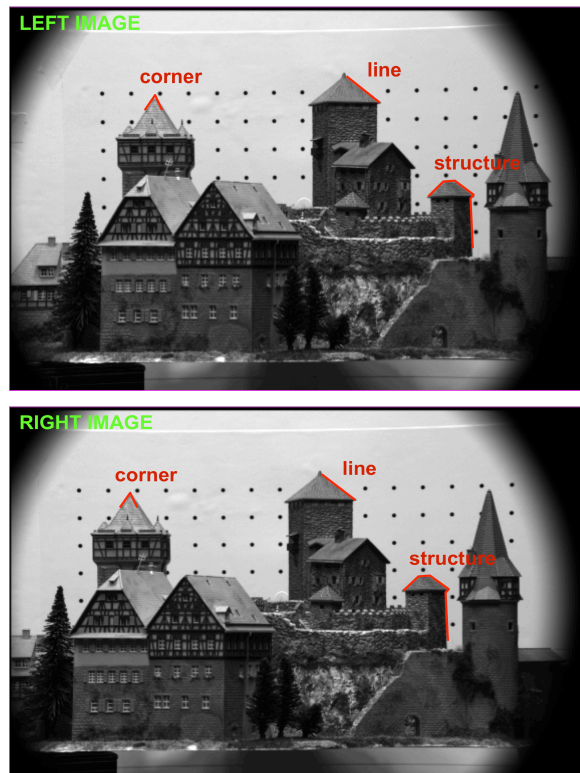 LEFT IMAGE
corner
line
structure
RIGHT IMAGE
corner
line
structure